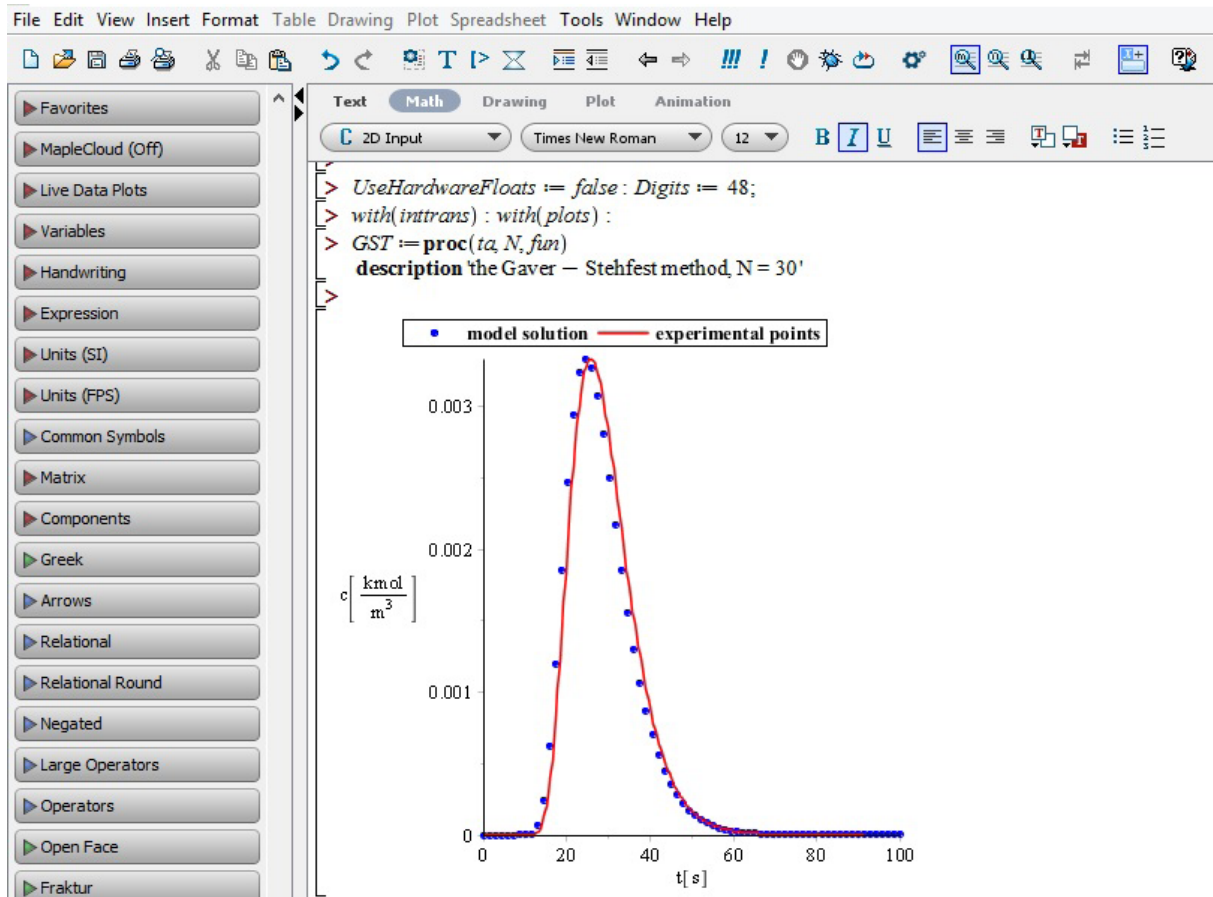 File Edit View Insert Format Table Drawing Plot Spreadsheet Tools Window Help
Favorites
MapleCloud (Off)
Live Data Plots
Variables
Handwriting
Expression
Units (SI)
Units (FPS)
Common Symbols
Matrix
Components
Greek
Arrows
Relational
Relational Round
Negated
Large Operators
Operators
Open Face
Fraktur
Text Math Drawing Plot Animation
C 2D Input Times New Roman 12 B I U
> UseHardwareFloats := false : Digits := 48;
> with(inttrans) : with(plots) :
> GST := proc(ta, N, fun)
description 'the Gaver − Stehfest method, N = 30'
>
model solution experimental points
0.003
0.002
c[kmol/m³]
0.001
0
0 20 40 60 80 100
t[s]